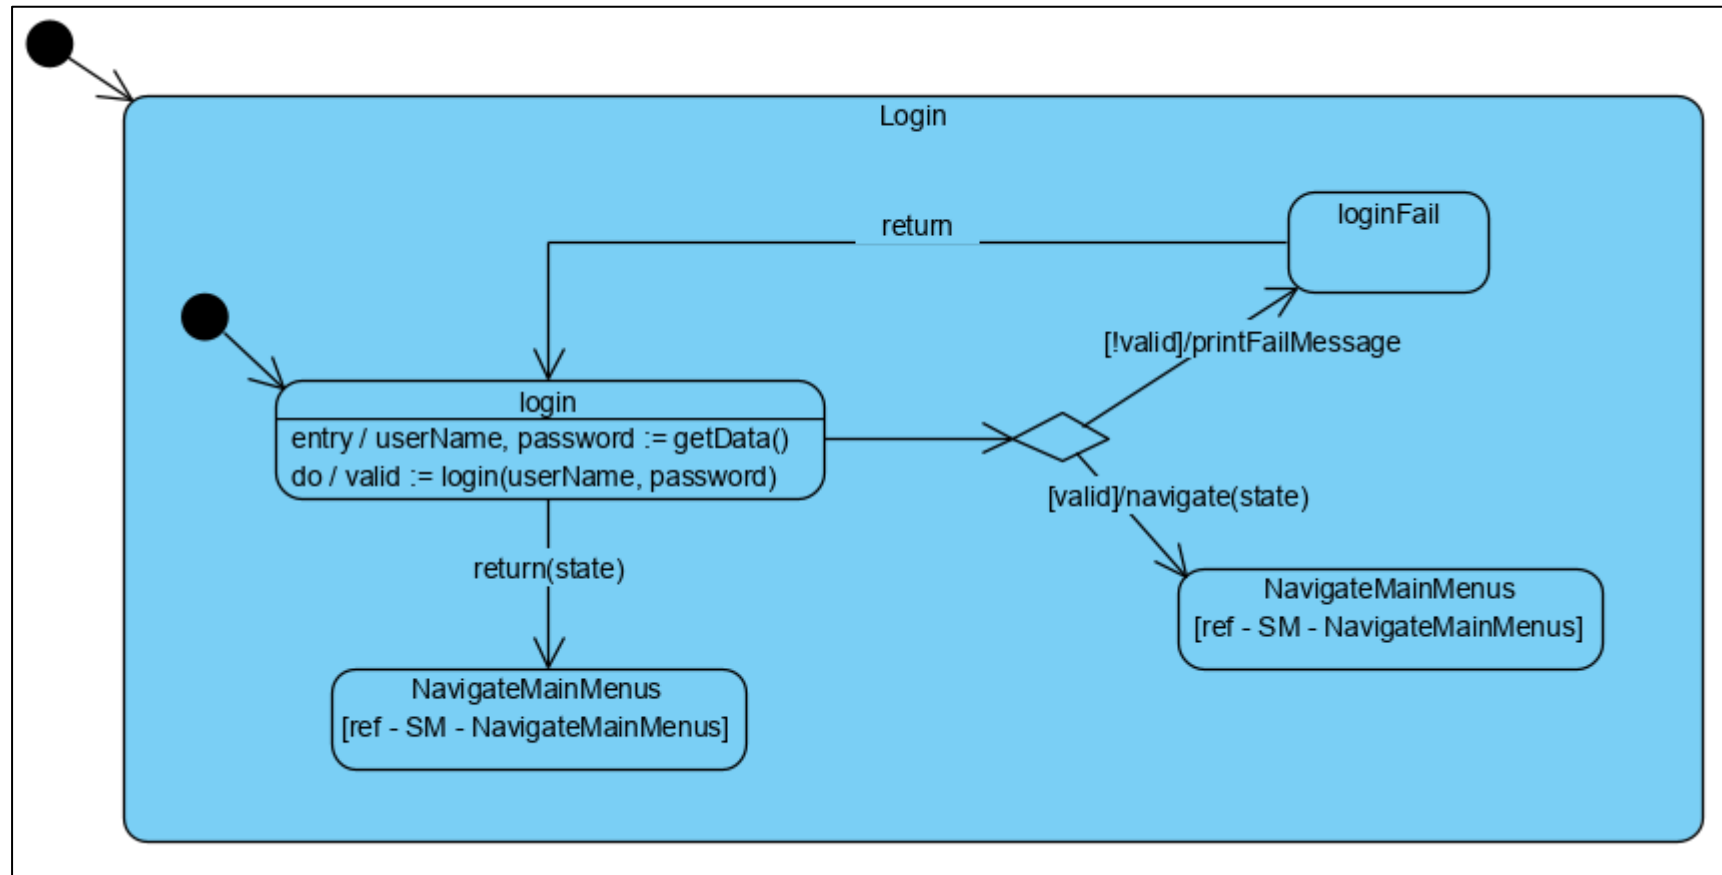 Login
loginFail
return
[!valid]/printFailMessage
login
entry / userName, password := getData()
do / valid := login(userName, password)
[valid]/navigate(state)
return(state)
NavigateMainMenus
[ref - SM - NavigateMainMenus]
NavigateMainMenus
[ref - SM - NavigateMainMenus]